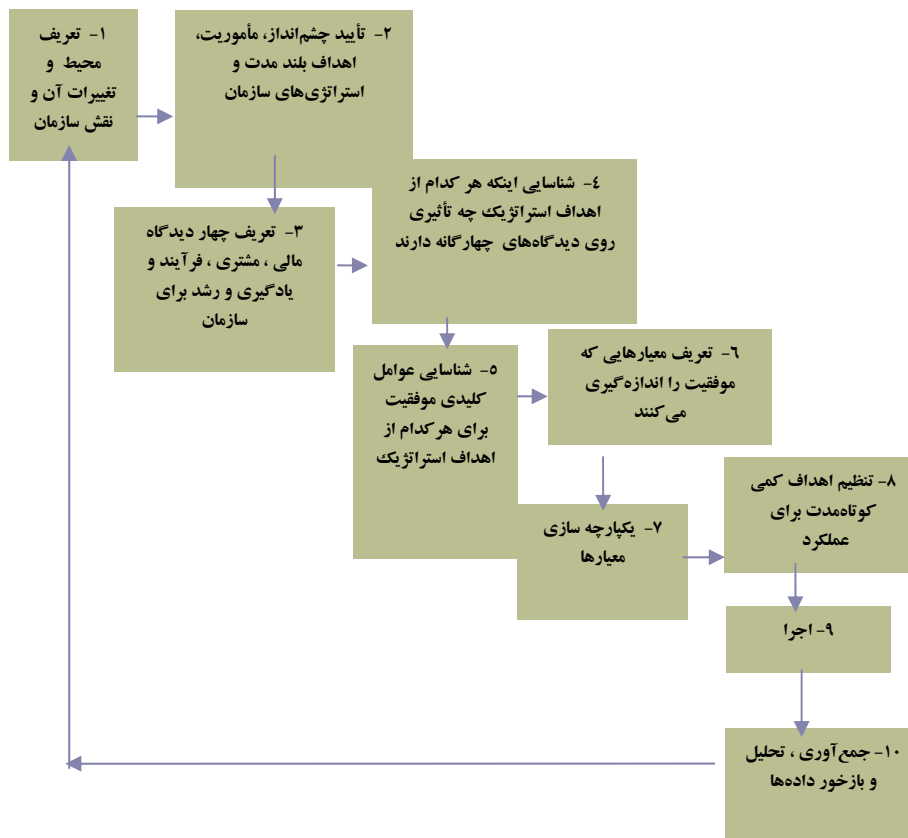 ۱- تعریف
محیط و
تغییرات آن و
نقش سازمان
۲- تأیید چشم‌انداز، مأموریت،
اهداف بلند مدت و
استراتژی‌های سازمان
۳- تعریف چهار دیدگاه
مالی ، مشتری ، فرآیند و
یادگیری و رشد برای
سازمان
٤- شناسایی اینکه هر کدام از
اهداف استراتژیک چه تأثیری
روی دیدگاه‌های چهارگانه دارند
٥- شناسایی عوامل
کلیدی موفقیت
برای هرکدام از
اهداف استراتژیک
٦- تعریف معیارهایی که
موفقیت را اندازه‌گیری
می‌کنند
۷- یکپارچه سازی
معیارها
۸- تنظیم اهداف کمی
کوتاه‌مدت برای
عملکرد
۹- اجرا
۱۰- جمع‌آوری ، تحلیل
و بازخور داده‌ها